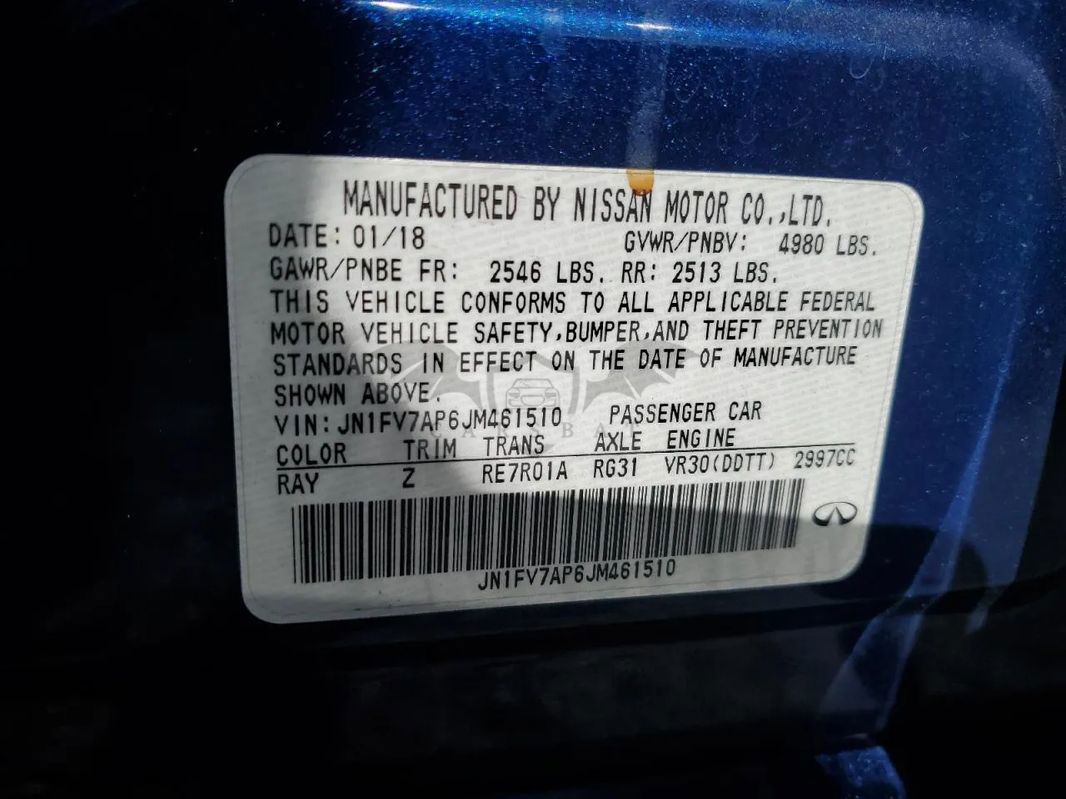 MANUFACTURED BY NISSAN MOTOR CO.,LTD.
DATE: 01/18 GVWR/PNBV: 4980 LBS.
GAWR/PNBE FR: 2546 LBS. RR: 2513 LBS.
THIS VEHICLE CONFORMS TO ALL APPLICABLE FEDERAL
MOTOR VEHICLE SAFETY,BUMPER,AND THEFT PREVENTION
STANDARDS IN EFFECT ON THE DATE OF MANUFACTURE
SHOWN ABOVE.
VIN: JN1FV7AP6JM461510 PASSENGER CAR
COLOR TRIM TRANS AXLE ENGINE
RAY Z RE7R01A RG31 VR30(DDTT) 2997CC
JN1FV7AP6JM461510